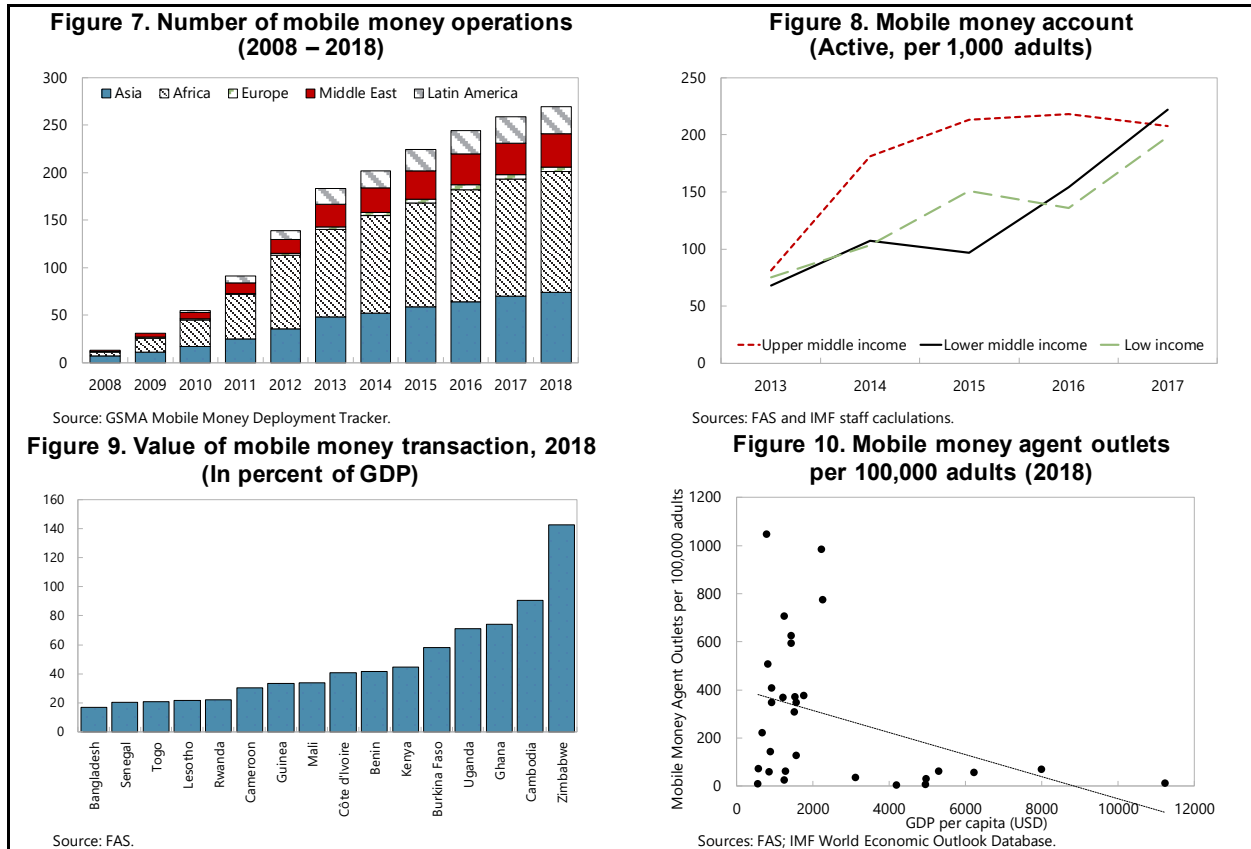 Figure 7. Number of mobile money operations
(2008 – 2018)
300
250
200
150
100
50
0
Asia Africa Europe Middle East Latin America
2008 2009 2010 2011 2012 2013 2014 2015 2016 2017 2018
Source: GSMA Mobile Money Deployment Tracker.
Figure 8. Mobile money account
(Active, per 1,000 adults)
250
200
150
100
50
0
Upper middle income Lower middle income Low income
2013 2014 2015 2016 2017
Sources: FAS and IMF staff caclulations.
Figure 9. Value of mobile money transaction, 2018
(In percent of GDP)
160
140
120
100
80
60
40
20
0
Bangladesh
Senegal
Togo
Lesotho
Rwanda
Cameroon
Guinea
Mali
Côte d'Ivoire
Benin
Kenya
Burkina Faso
Uganda
Ghana
Cambodia
Zimbabwe
Source: FAS.
Figure 10. Mobile money agent outlets
per 100,000 adults (2018)
Mobile Money Agent Outlets per 100,000 adults
1200
1000
800
600
400
200
0
0 2000 4000 6000 8000 10000 12000
GDP per capita (USD)
Sources: FAS; IMF World Economic Outlook Database.